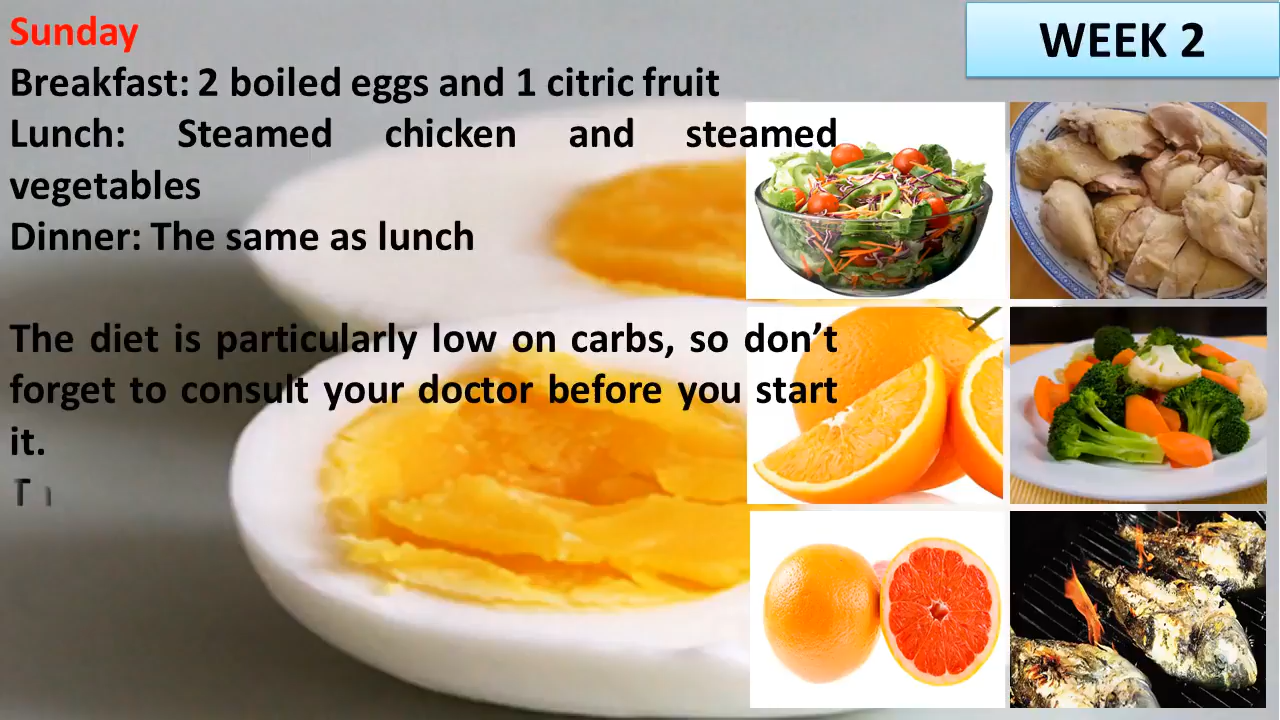 Sunday
WEEK 2
Breakfast: 2 boiled eggs and 1 citric fruit
Lunch: Steamed chicken and steamed
vegetables
Dinner: The same as lunch
The diet is particularly low on carbs, so don’t
forget to consult your doctor before you start
it.